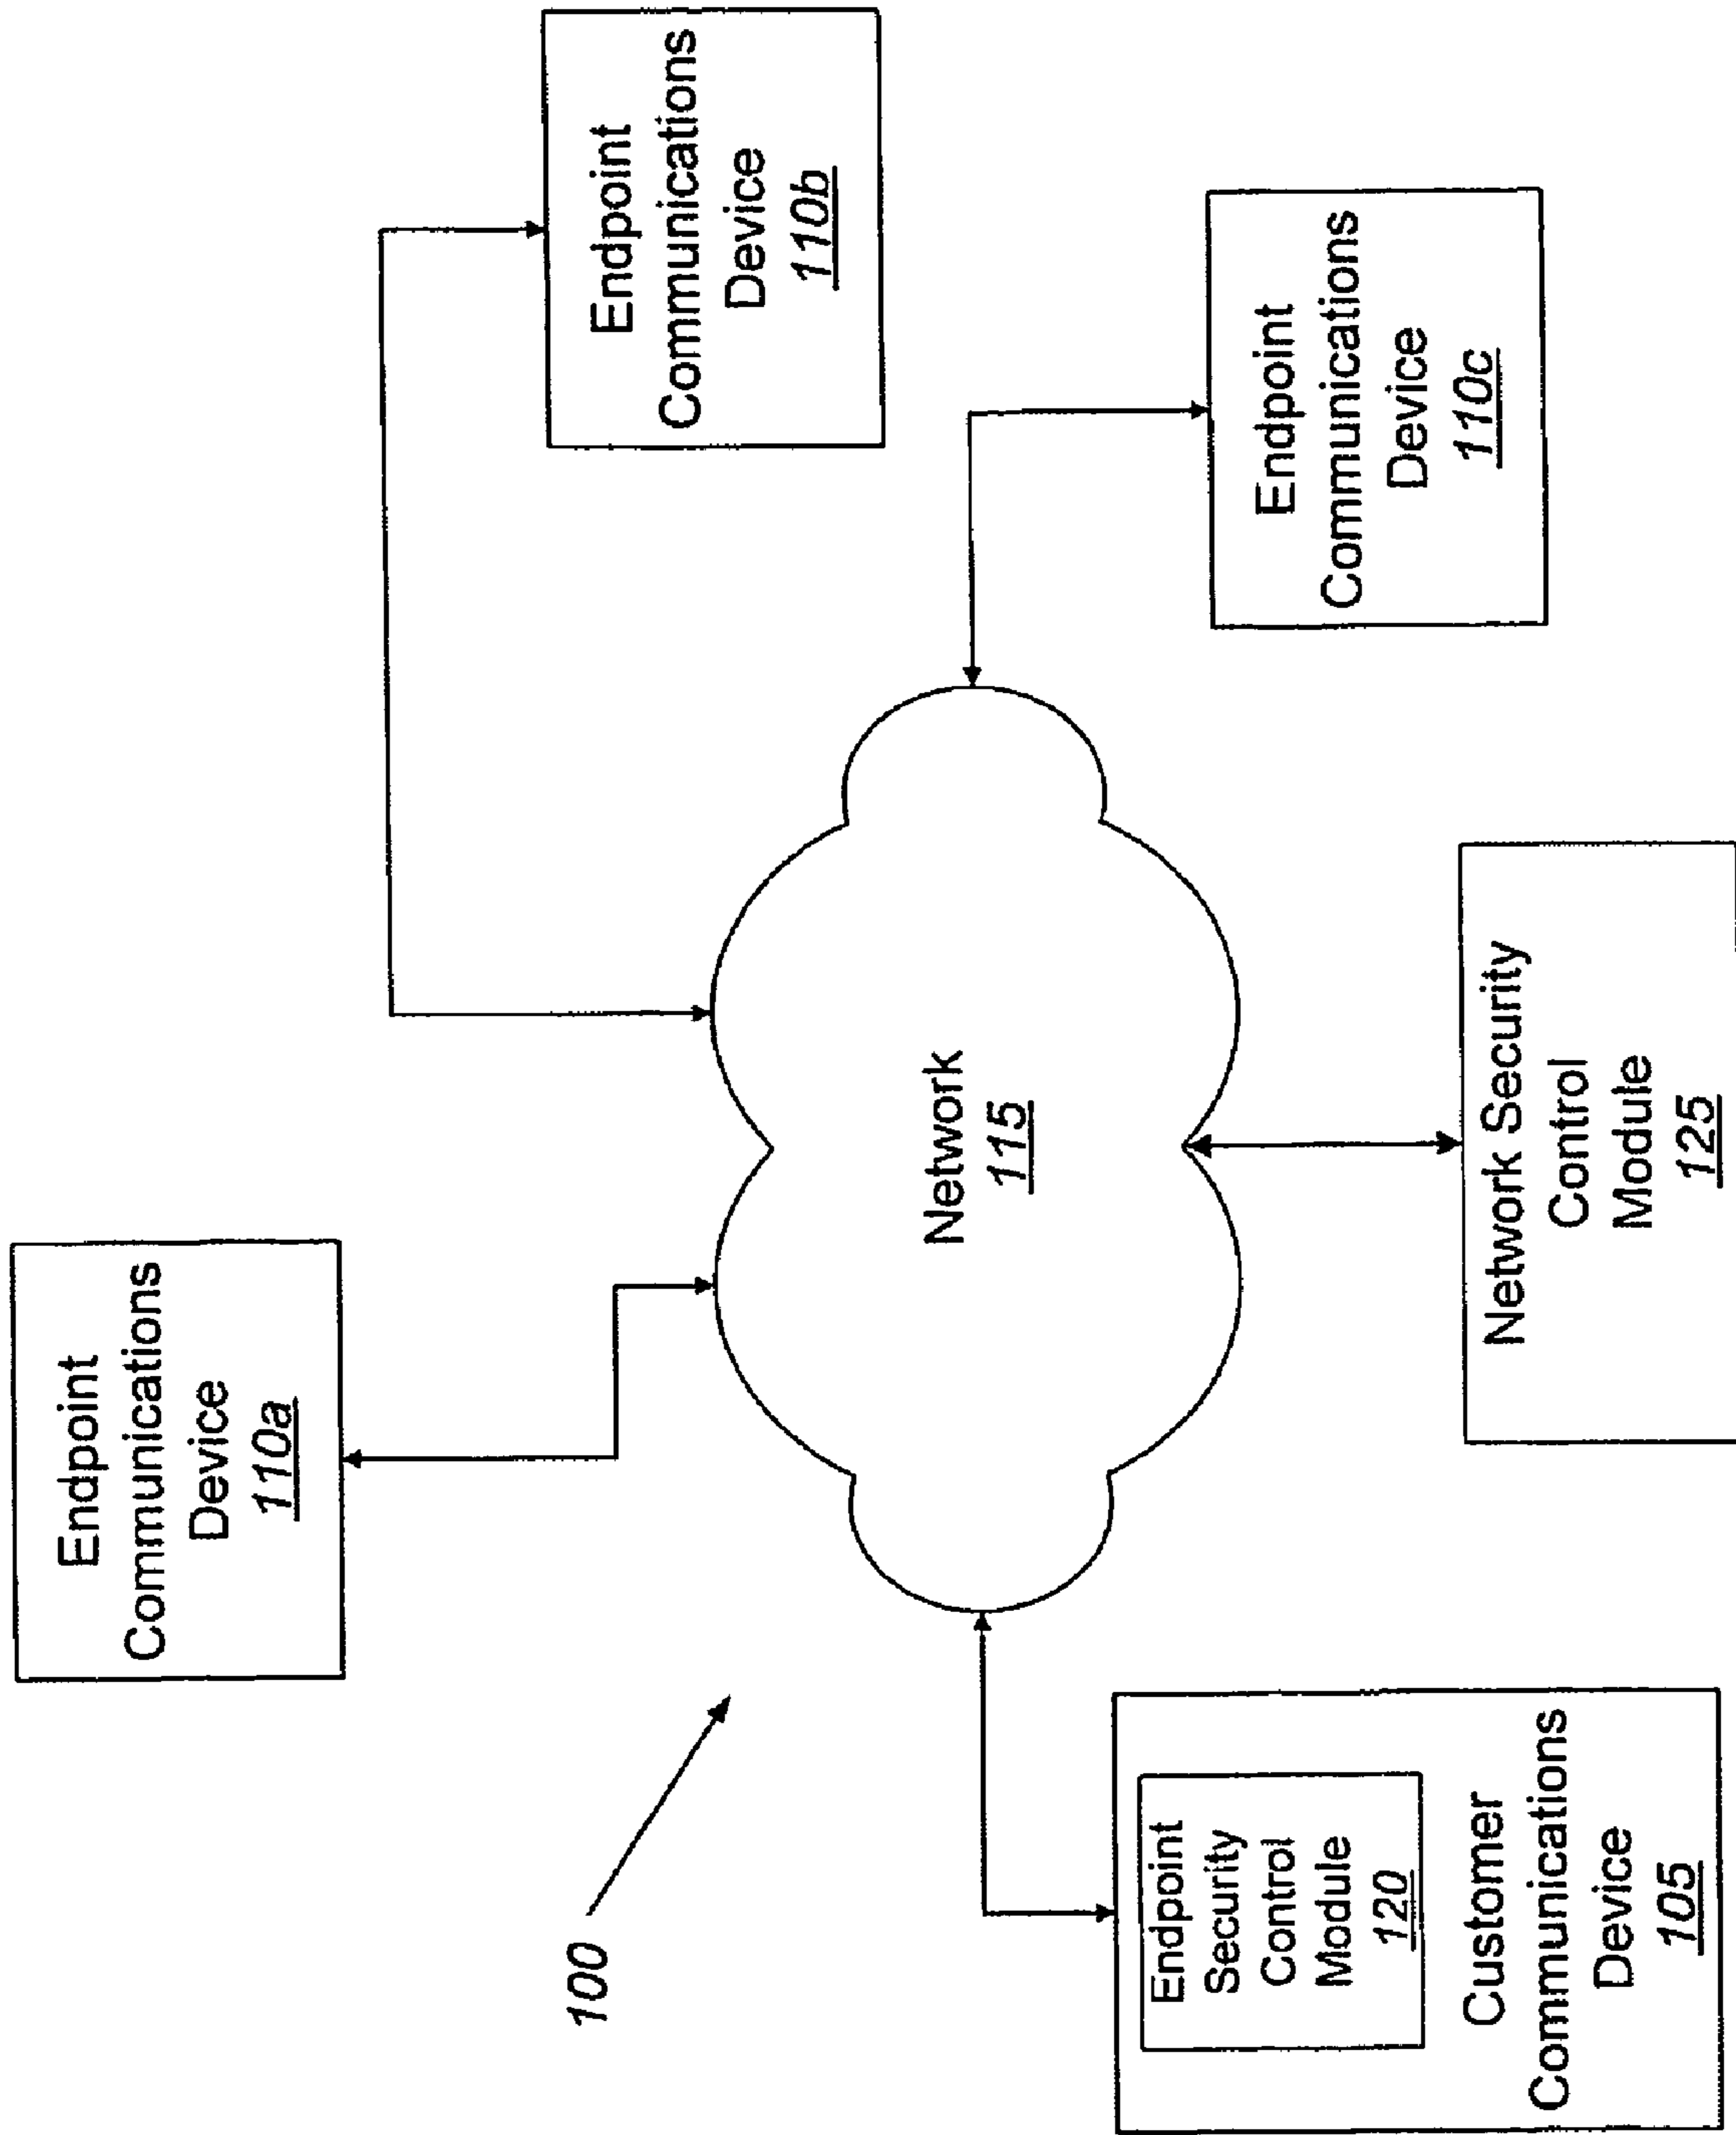 Endpoint
Communications
Device
110a
Endpoint
Communications
Device
110b
100
Network
115
Endpoint
Security
Control
Module
120
Customer
Communications
Device
105
Network Security
Control
Module
125
Endpoint
Communications
Device
110c